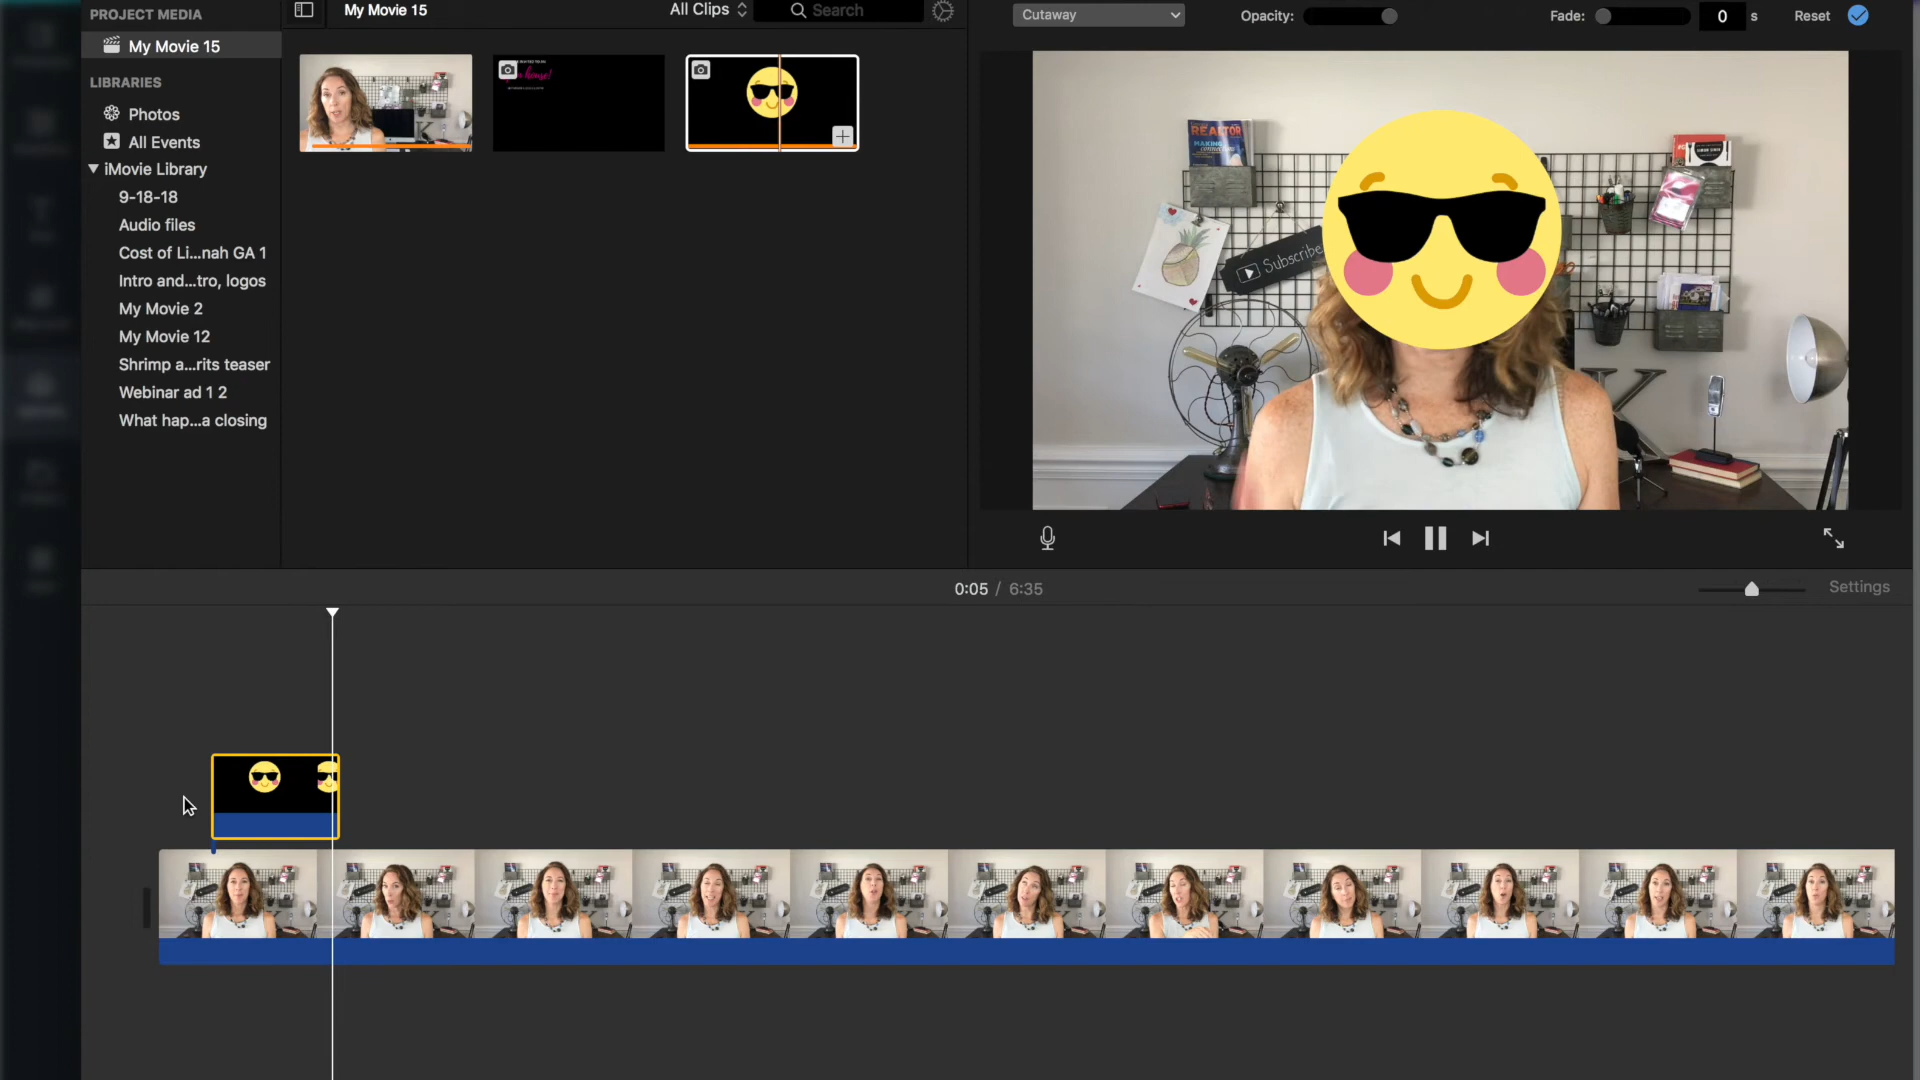 PROJECT MEDIA
My Movie 15
LIBRARIES
Photos
All Events
iMovie Library
9-18-18
Audio files
Cost of Li...nah GA 1
Intro and...tro, logos
My Movie 2
My Movie 12
Shrimp a...rits teaser
Webinar ad 1 2
What hap...a closing
My Movie 15
All Clips
Search
house!
Cutaway
Opacity:
Fade:
0
s
Reset
REALTOR
MAKING
Subscribe
K
0:05 / 6:35
Settings